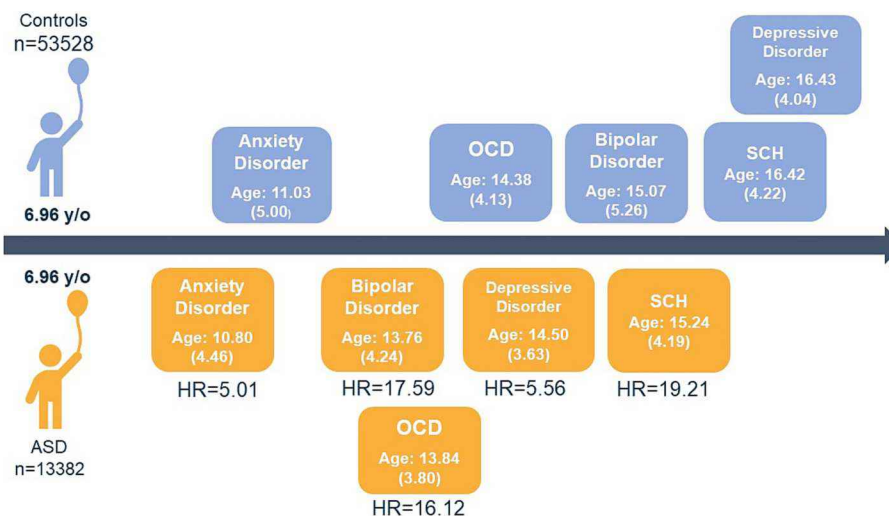 Controls
n=53528
6.96 y/o
Anxiety
Disorder
Age: 11.03
(5.00)
OCD
Age: 14.38
(4.13)
Bipolar
Disorder
Age: 15.07
(5.26)
SCH
Age: 16.42
(4.22)
Depressive
Disorder
Age: 16.43
(4.04)
6.96 y/o
ASD
n=13382
Anxiety
Disorder
Age: 10.80
(4.46)
HR=5.01
Bipolar
Disorder
Age: 13.76
(4.24)
HR=17.59
OCD
Age: 13.84
(3.80)
HR=16.12
Depressive
Disorder
Age: 14.50
(3.63)
HR=5.56
SCH
Age: 15.24
(4.19)
HR=19.21